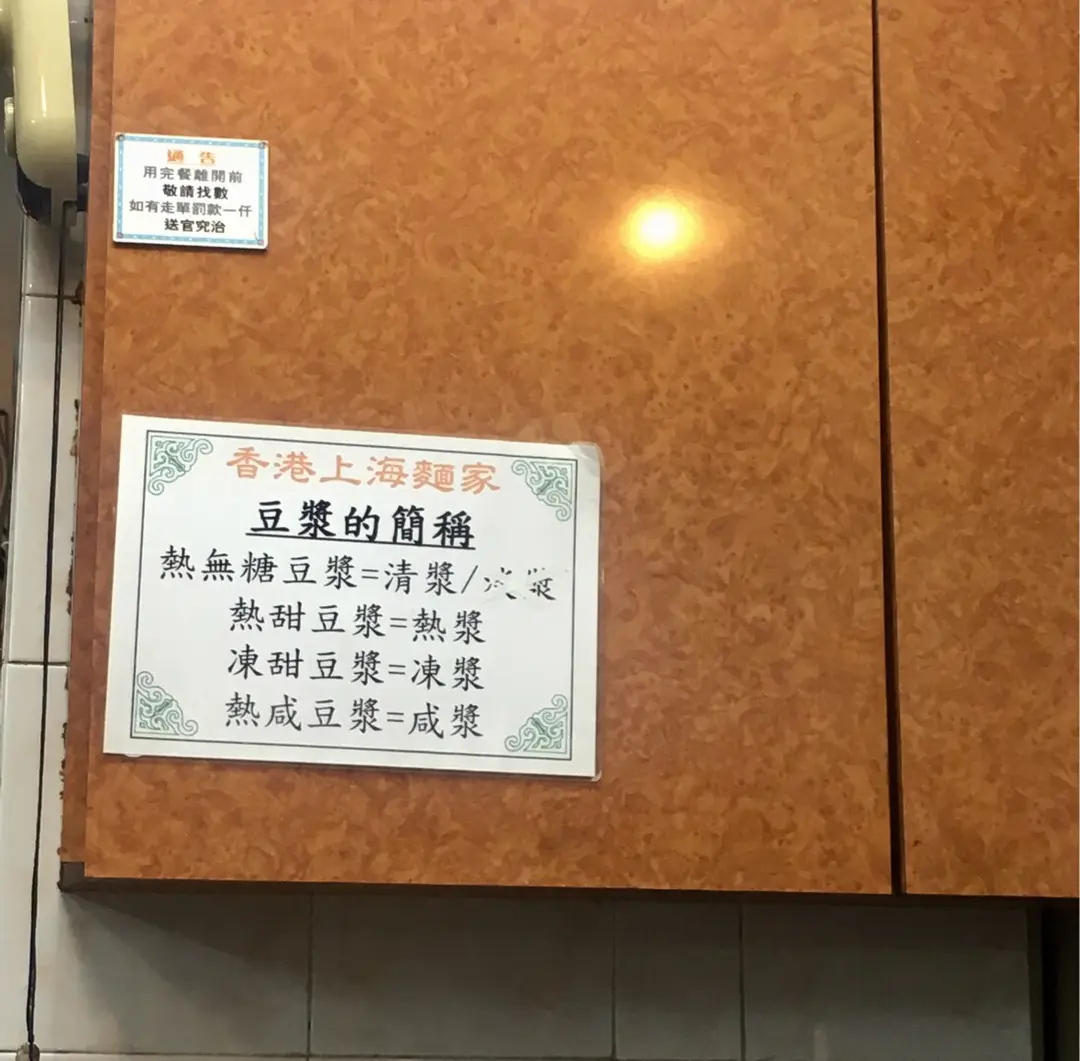 通告
用完餐離開前
敬請找數
如有走單罰款一仟
送官究治
香港上海麵家
豆漿的簡稱
熱無糖豆漿=清漿/漿
熱甜豆漿=熱漿
凍甜豆漿=凍漿
熱咸豆漿=咸漿